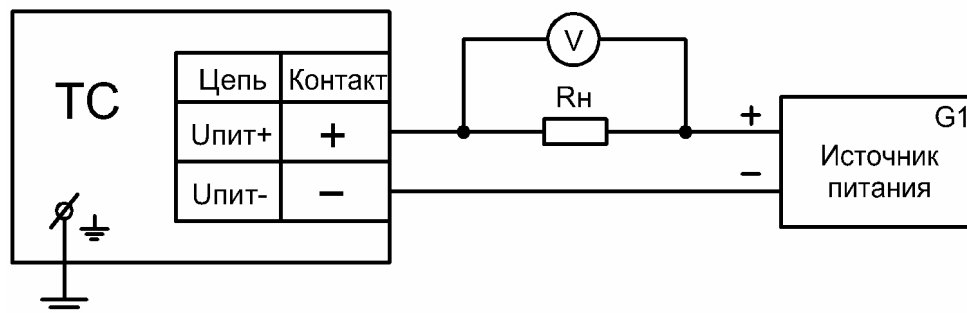 ТС
Цепь Контакт
Uпит+ +
Uпит- −
V
Rн
+
−
G1
Источник
питания